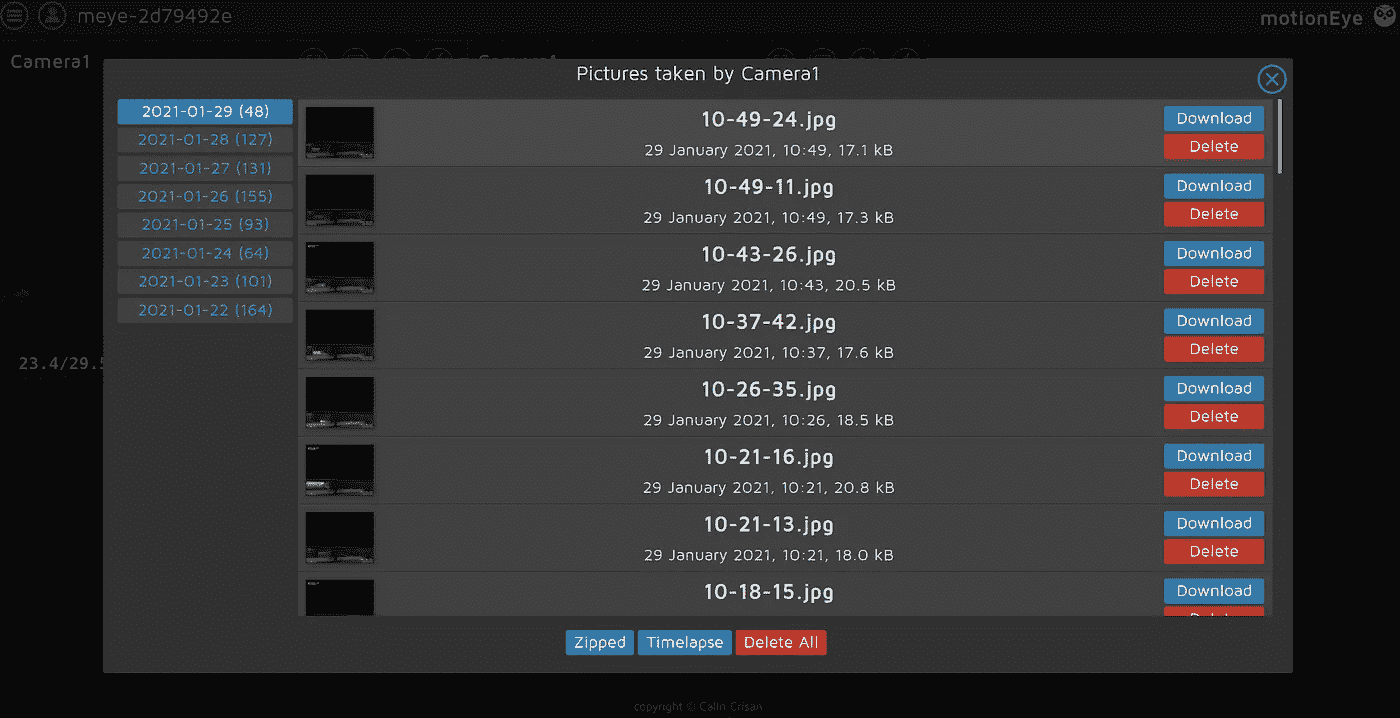 meye-2d79492e
motionEye
Camera1
Pictures taken by Camera1
2021-01-29 (48)
2021-01-28 (127)
2021-01-27 (131)
2021-01-26 (155)
2021-01-25 (93)
2021-01-24 (64)
2021-01-23 (101)
2021-01-22 (164)
23.4/29.5
10-49-24.jpg
29 January 2021, 10:49, 17.1 kB
Download
Delete
10-49-11.jpg
29 January 2021, 10:49, 17.3 kB
Download
Delete
10-43-26.jpg
29 January 2021, 10:43, 20.5 kB
Download
Delete
10-37-42.jpg
29 January 2021, 10:37, 17.6 kB
Download
Delete
10-26-35.jpg
29 January 2021, 10:26, 18.5 kB
Download
Delete
10-21-16.jpg
29 January 2021, 10:21, 20.8 kB
Download
Delete
10-21-13.jpg
29 January 2021, 10:21, 18.0 kB
Download
Delete
10-18-15.jpg
Download
Zipped
Timelapse
Delete All
copyright © Calin Crisan